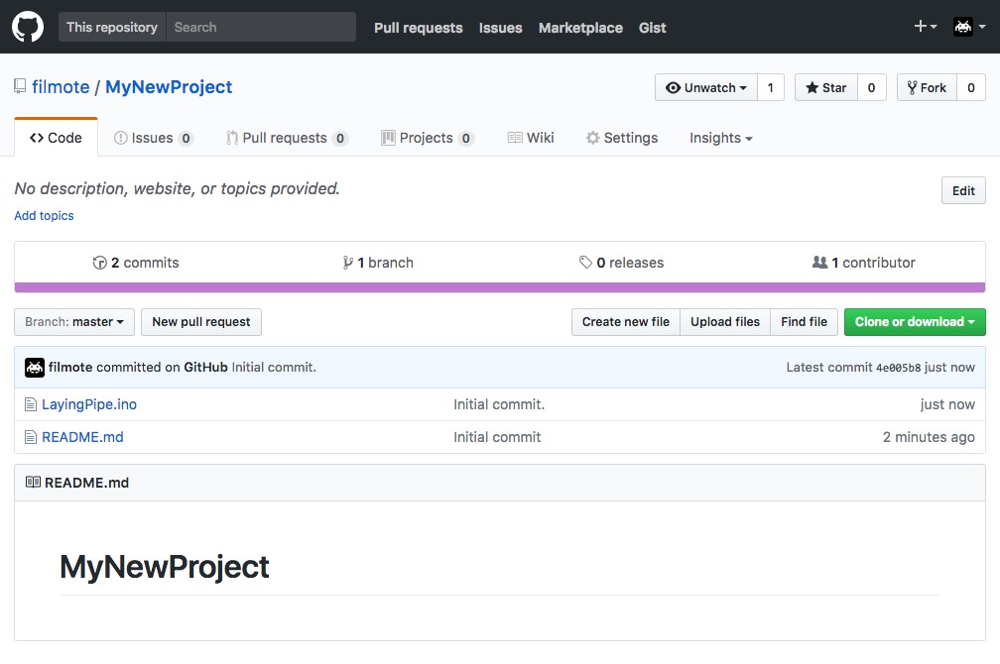 This repository Search Pull requests Issues Marketplace Gist
filmote / MyNewProject Unwatch 1 Star 0 Fork 0
Code Issues 0 Pull requests 0 Projects 0 Wiki Settings Insights
No description, website, or topics provided. Edit
Add topics
2 commits 1 branch 0 releases 1 contributor
Branch: master New pull request Create new file Upload files Find file Clone or download
filmote committed on GitHub Initial commit. Latest commit 4e005b8 just now
LayingPipe.ino Initial commit. just now
README.md Initial commit 2 minutes ago
README.md
MyNewProject